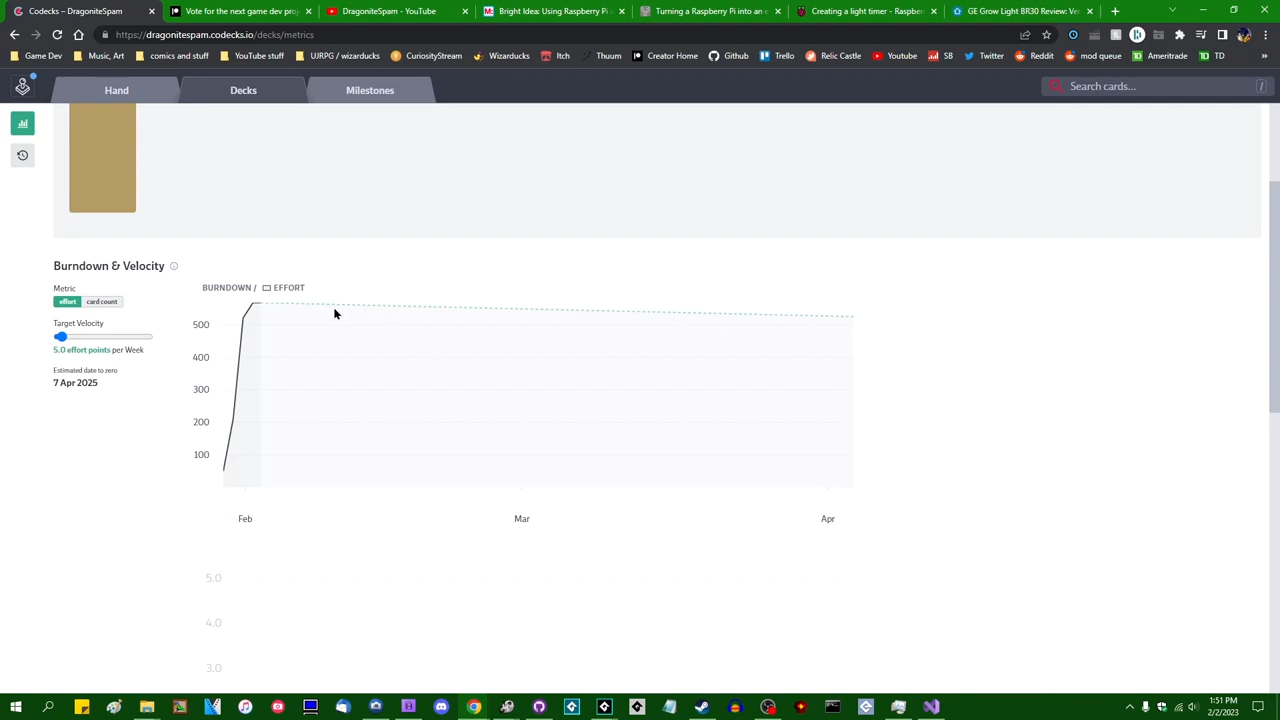 Codecks - Fwwd
Vote for the next game dev proj
DragoniteSpam - YouTube
Bright Idea: Using Raspberry Pi a
Turning a Raspberry Pi into an e
Creating a light timer - Raspber
GE Grow Light BR30 Review: Ver
https://dragonitespam.codecks.io/decks/metrics
Game Dev
Music, Art
comics and stuff
YouTube stuff
UJRPG / wizarducks
CuriosityStream
Wizarducks
Itch
Thuum
Creator Home
Github
Trello
Relic Castle
Youtube
SB
Twitter
Reddit
mod queue
Ameritrade
TD
»
Hand
Decks
Milestones
Search cards...
/
Burndown & Velocity
Metric
effort card count
Target Velocity
5.0 effort points per Week
Estimated date to zero
7 Apr 2025
BURNDOWN / EFFORT
500
400
300
200
100
Feb Mar Apr
5.0
4.0
3.0
1:51 PM
2/2/2023